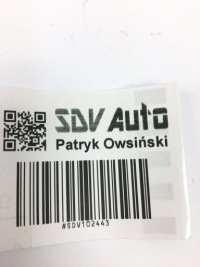 SDV Auto
Patryk Owsiński
#SDV102443